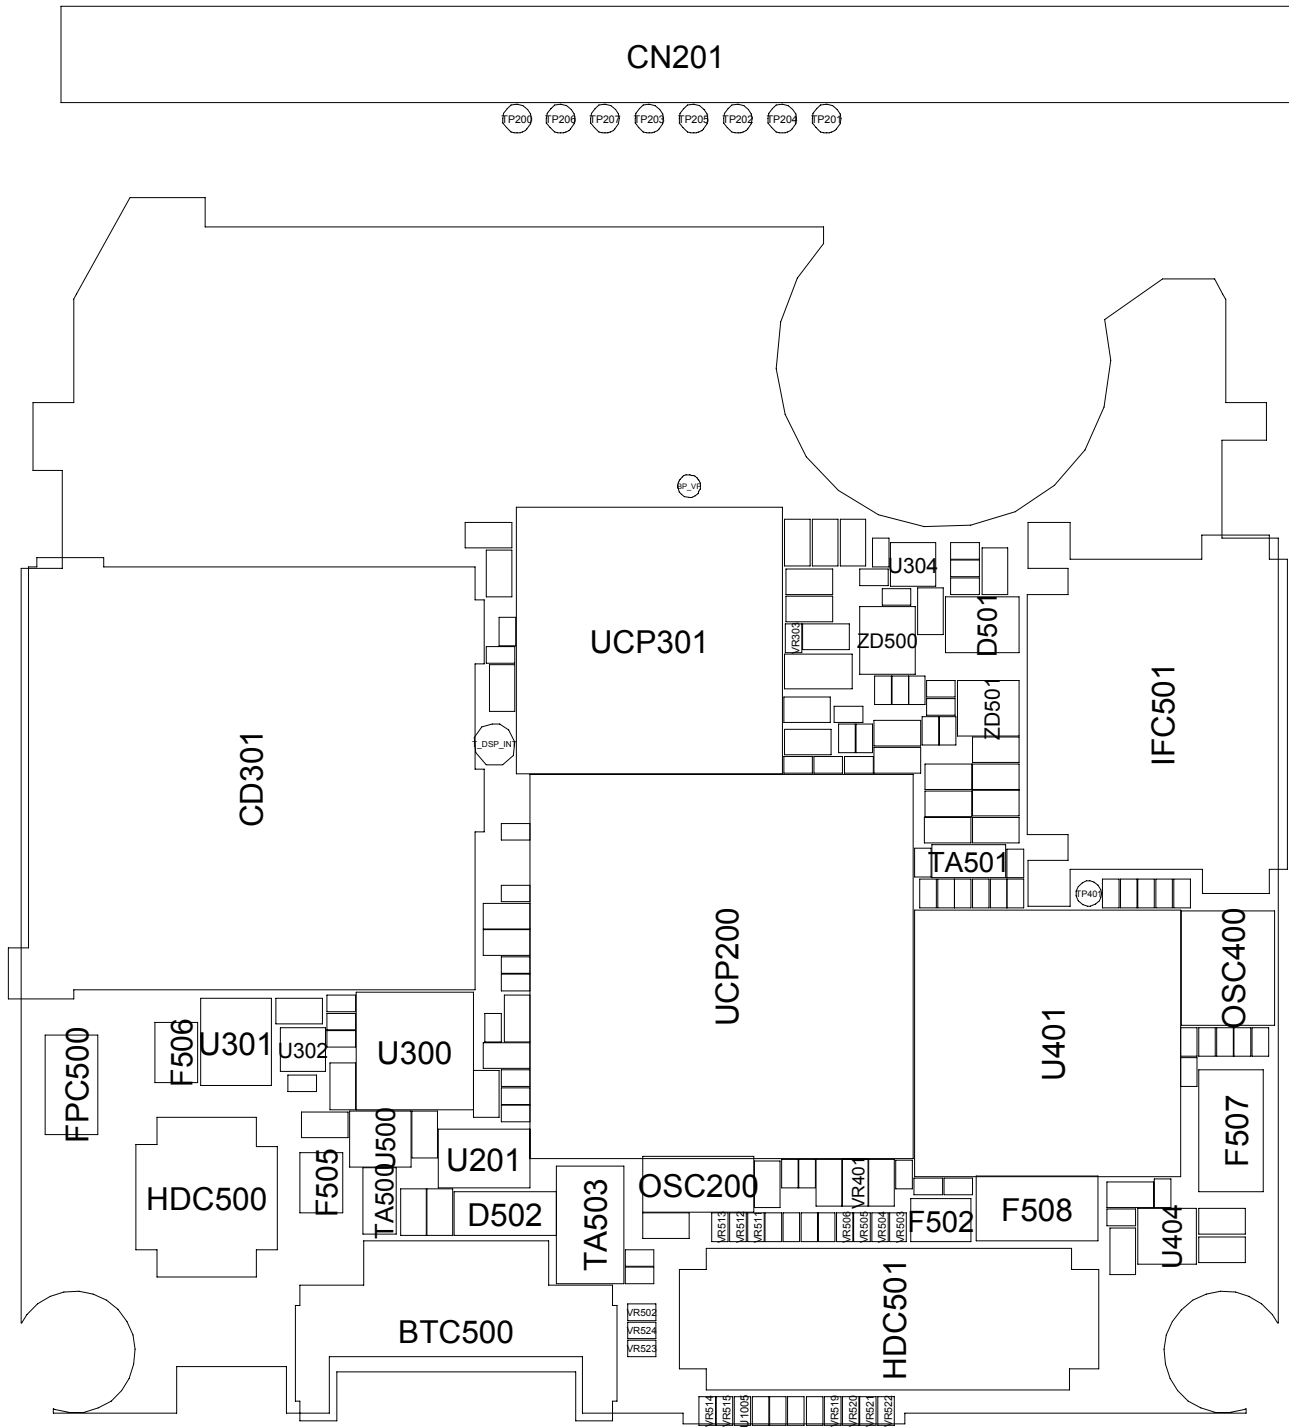 CN201
TP200 TP206 TP207 TP203 TP205 TP202 TP204 TP201
BP_VF
U304
UCP301
VR303
ZD500
D501
ZD501
IFC501
T_DSP_INT
CD301
TA501
TP401
UCP200
OSC400
U401
FPC500
F506
U301
U302
U300
F507
U500
U201
HDC500
F505
TA500
D502
TA503
OSC200
VR401
VR513 VR512 VR511
VR506 VR505 VR504 VR503
F502
F508
U404
BTC500
VR502
VR524
VR523
HDC501
VR514 VR515 U1005
VR519 VR520 VR521 VR522